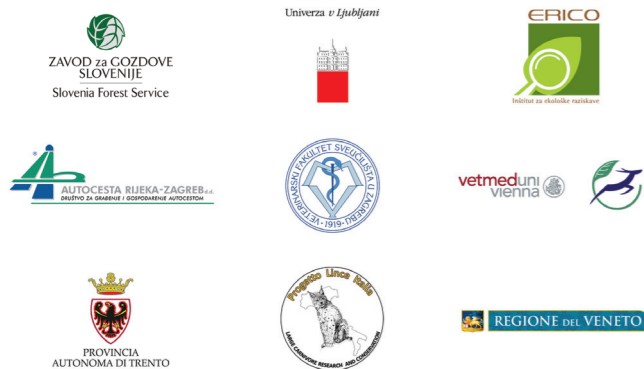 Univerza v Ljubljani
ZAVOD za GOZDOVE
SLOVENIJE
Slovenia Forest Service
ERICO
Inštitut za ekološke raziskave
AUTOCESTA RIJEKA-ZAGREB d.d.
DRUŠTVO ZA GRAĐENJE I GOSPODARENJE AUTOCESTOM
VETERINARSKI FAKULTET SVEUČILIŠTA U ZAGREBU
·1919·
vetmeduni
vienna
PROVINCIA
AUTONOMA DI TRENTO
Progetto Lince Italia
LARGE CARNIVORE RESEARCH AND CONSERVATION
REGIONE DEL VENETO